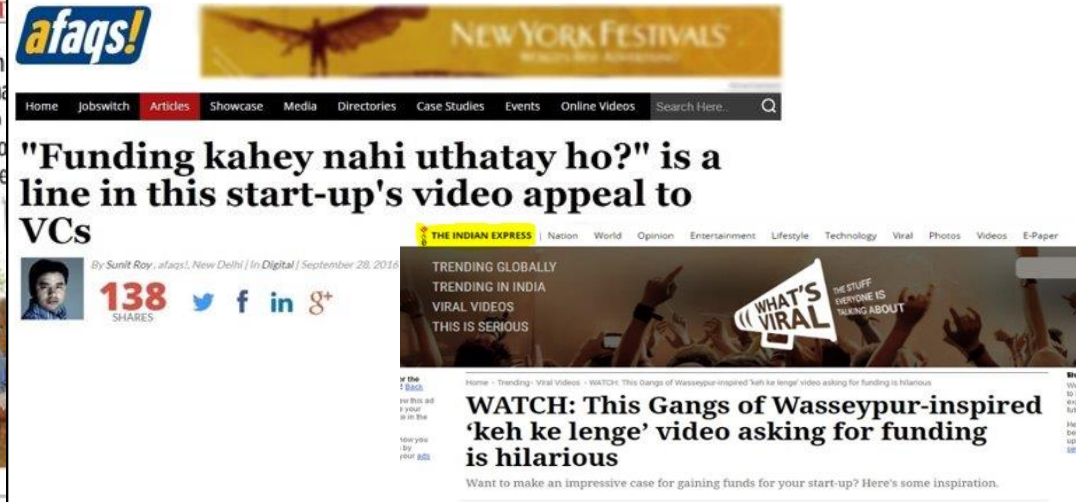 afaqs!
NEW YORK FESTIVALS
WORLD'S BEST ADVERTISING
Home Jobswitch Articles Showcase Media Directories Case Studies Events Online Videos Search Here..
"Funding kahey nahi uthatay ho?" is a
line in this start-up's video appeal to
VCs
By Sunit Roy, afaqs!, New Delhi | In Digital | September 28, 2016
138
SHARES
THE INDIAN EXPRESS | Nation World Opinion Entertainment Lifestyle Technology Viral Photos Videos E-Paper
TRENDING GLOBALLY
TRENDING IN INDIA
VIRAL VIDEOS
THIS IS SERIOUS
WHAT'S
VIRAL
THE STUFF
EVERYONE IS
TALKING ABOUT
Home - Trending - Viral Videos - WATCH: This Gangs of Wasseypur-inspired 'keh ke lenge' video asking for funding is hilarious
WATCH: This Gangs of Wasseypur-inspired
‘keh ke lenge’ video asking for funding
is hilarious
Want to make an impressive case for gaining funds for your start-up? Here's some inspiration.